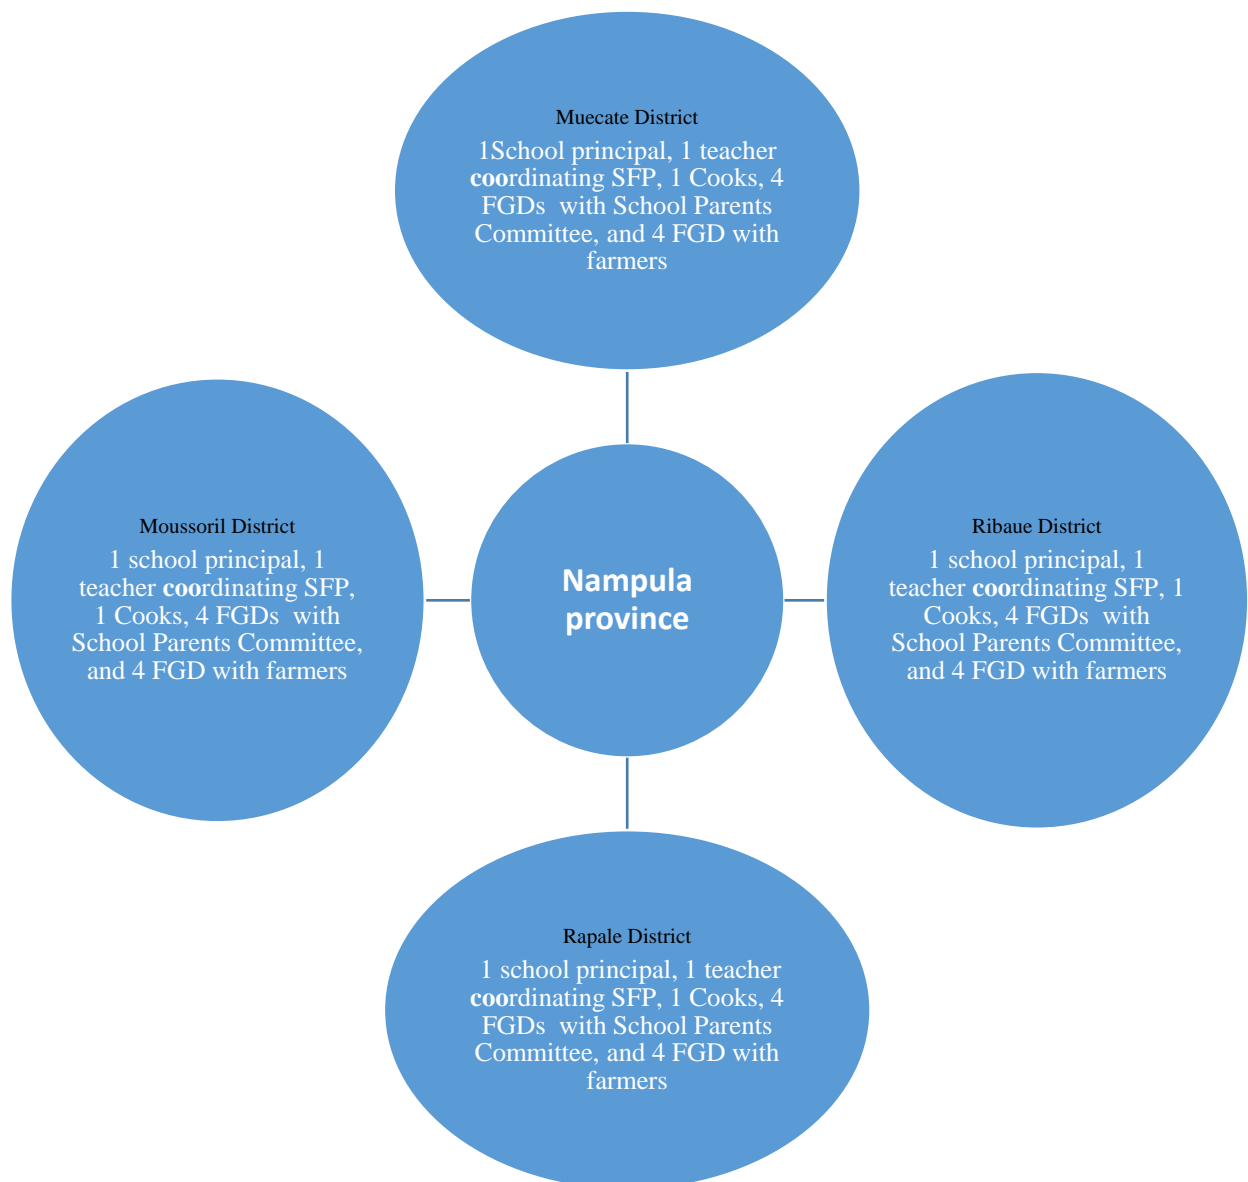 Muecate District
1School principal, 1 teacher
coordinating SFP, 1 Cooks, 4
FGDs with School Parents
Committee, and 4 FGD with
farmers
Moussoril District
1 school principal, 1
teacher coordinating SFP,
1 Cooks, 4 FGDs with
School Parents Committee,
and 4 FGD with farmers
Nampula
province
Ribaue District
1 school principal, 1
teacher coordinating SFP, 1
Cooks, 4 FGDs with
School Parents Committee,
and 4 FGD with farmers
Rapale District
1 school principal, 1 teacher
coordinating SFP, 1 Cooks, 4
FGDs with School Parents
Committee, and 4 FGD with
farmers